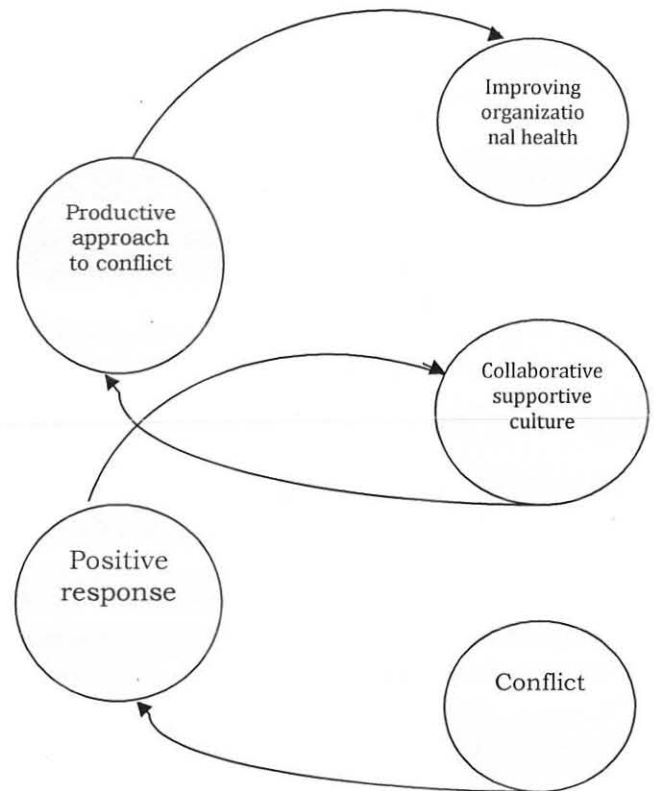 Improving
organizatio
nal health
Productive
approach
to conflict
Collaborative
supportive
culture
Positive
response
Conflict